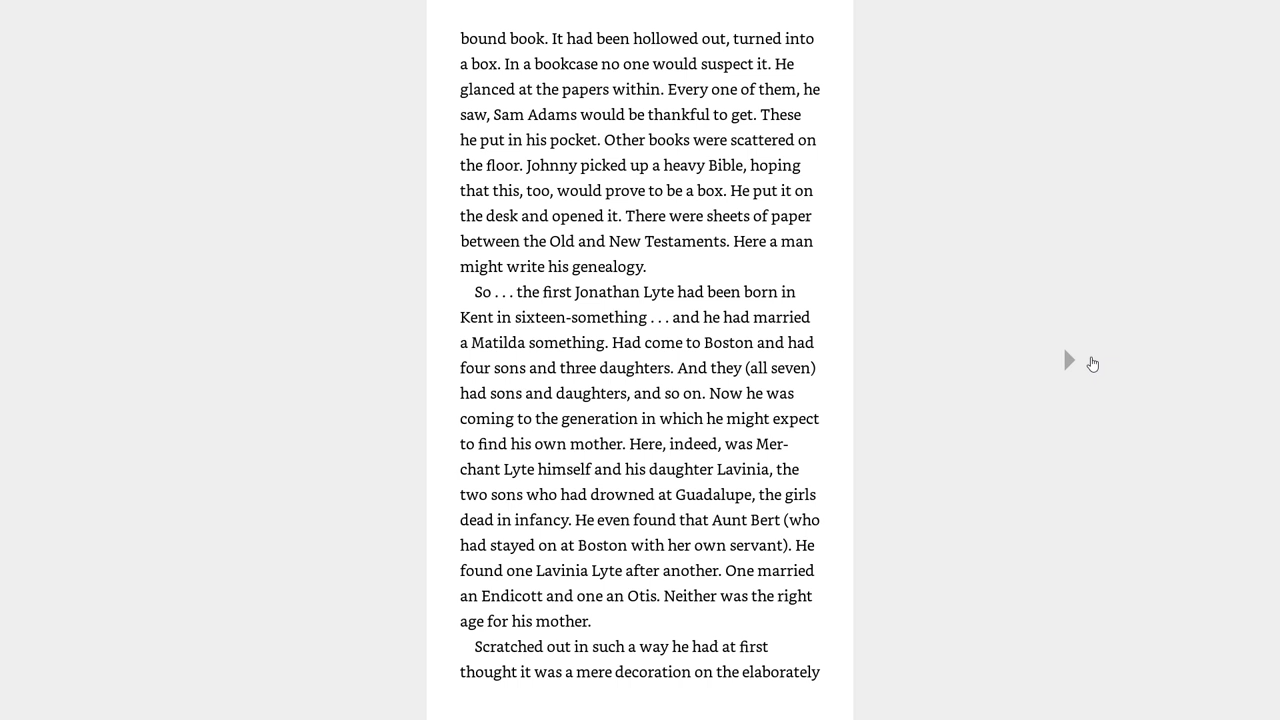 bound book. It had been hollowed out, turned into
a box. In a bookcase no one would suspect it. He
glanced at the papers within. Every one of them, he
saw, Sam Adams would be thankful to get. These
he put in his pocket. Other books were scattered on
the floor. Johnny picked up a heavy Bible, hoping
that this, too, would prove to be a box. He put it on
the desk and opened it. There were sheets of paper
between the Old and New Testaments. Here a man
might write his genealogy.
So . . . the first Jonathan Lyte had been born in
Kent in sixteen-something . . . and he had married
a Matilda something. Had come to Boston and had
four sons and three daughters. And they (all seven)
had sons and daughters, and so on. Now he was
coming to the generation in which he might expect
to find his own mother. Here, indeed, was Mer-
chant Lyte himself and his daughter Lavinia, the
two sons who had drowned at Guadalupe, the girls
dead in infancy. He even found that Aunt Bert (who
had stayed on at Boston with her own servant). He
found one Lavinia Lyte after another. One married
an Endicott and one an Otis. Neither was the right
age for his mother.
Scratched out in such a way he had at first
thought it was a mere decoration on the elaborately